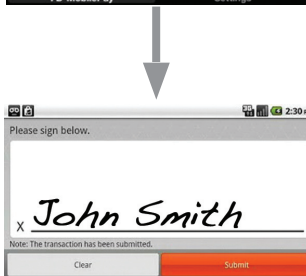 2:30
Please sign below.
x John Smith
Note: The transaction has been submitted.
Clear Submit